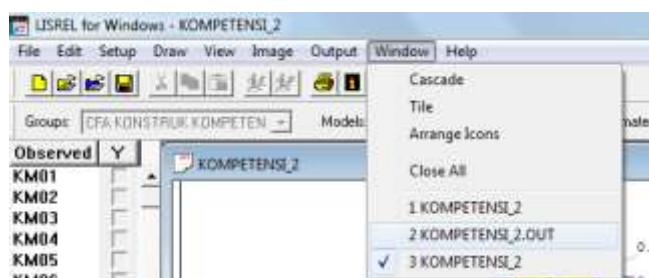 LISREL for Windows - KOMPETENSI_2
File Edit Setup Draw View Image Output Window Help
Groups: CFA KONSTRUK KOMPETEN Models:
Cascade
Tile
Arrange Icons
Close All
1 KOMPETENSI_2
2 KOMPETENSI_2.OUT
3 KOMPETENSI_2
Observed Y
KM01
KM02
KM03
KM04
KM05
KOMPETENSI_2